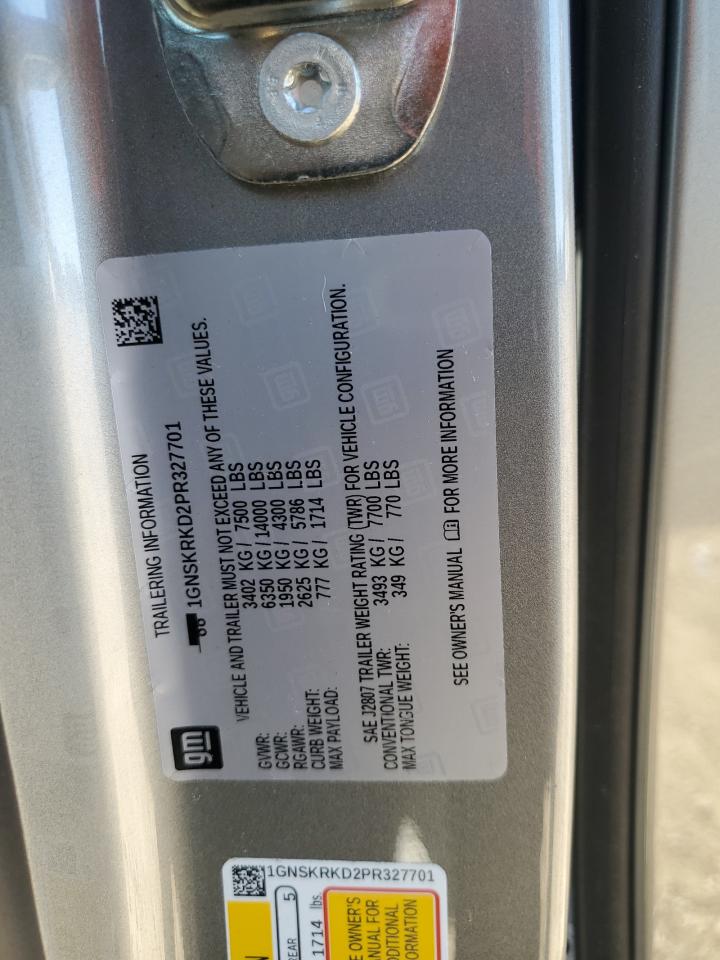 TRAILERING INFORMATION
gm
1GNSKRKD2PR327701
VEHICLE AND TRAILER MUST NOT EXCEED ANY OF THESE VALUES.
GVWR: 3402 KG / 7500 LBS
GCWR: 6350 KG / 14000 LBS
RGAWR: 1950 KG / 4300 LBS
CURB WEIGHT: 2625 KG / 5786 LBS
MAX PAYLOAD: 777 KG / 1714 LBS
SAE J2807 TRAILER WEIGHT RATING (TWR) FOR VEHICLE CONFIGURATION.
CONVENTIONAL TWR: 3493 KG / 7700 LBS
MAX TONGUE WEIGHT: 349 KG / 770 LBS
SEE OWNER'S MANUAL FOR MORE INFORMATION
1GNSKRKD2PR327701
REAR 5
1714 lbs.
OWNER'S
FOR